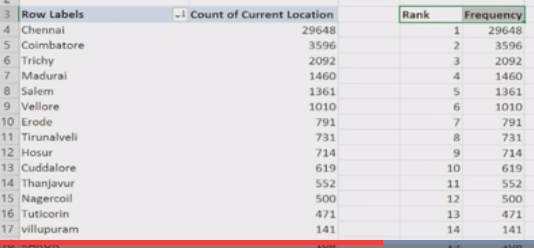 3 Row Labels Count of Current Location Rank Frequency
4 Chennai 29648 1 29648
5 Coimbatore 3596 2 3596
6 Trichy 2092 3 2092
7 Madurai 1460 4 1460
8 Salem 1361 5 1361
9 Vellore 1010 6 1010
10 Erode 791 7 791
11 Tirunalveli 731 8 731
12 Hosur 714 9 714
13 Cuddalore 619 10 619
14 Thanjavur 552 11 552
15 Nagercoil 500 12 500
16 Tuticorin 471 13 471
17 villupuram 141 14 141